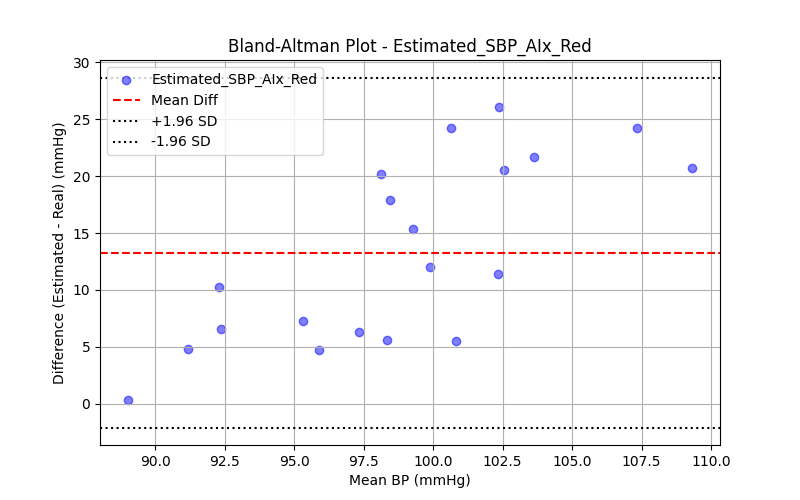 Bland-Altman Plot - Estimated_SBP_AIx_Red
Difference (Estimated - Real) (mmHg)
30
25
20
15
10
5
0
Estimated_SBP_AIx_Red
Mean Diff
+1.96 SD
-1.96 SD
90.0 92.5 95.0 97.5 100.0 102.5 105.0 107.5 110.0
Mean BP (mmHg)